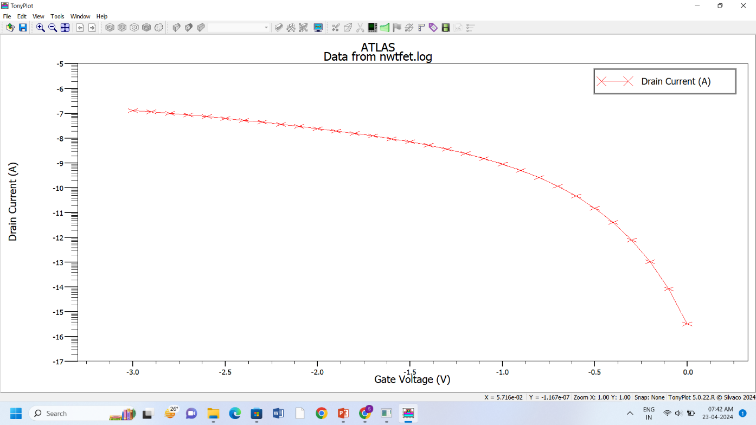 TonyPlot
File Edit View Tools Window Help
ATLAS
Data from nwtfet.log
Drain Current (A)
-5
-6
-7
-8
-9
-10
-11
-12
-13
-14
-15
-16
-17
Drain Current (A)
-3.0 -2.5 -2.0 -1.5 -1.0 -0.5 0.0
Gate Voltage (V)
X = 5.716e-02 Y = -1.167e-07 Zoom X: 1.00 Y: 1.00 Snap: None TonyPlot 5.0.22.R © Silvaco 2024
Search
26°
ENG
IN
07:42 AM
23-04-2024